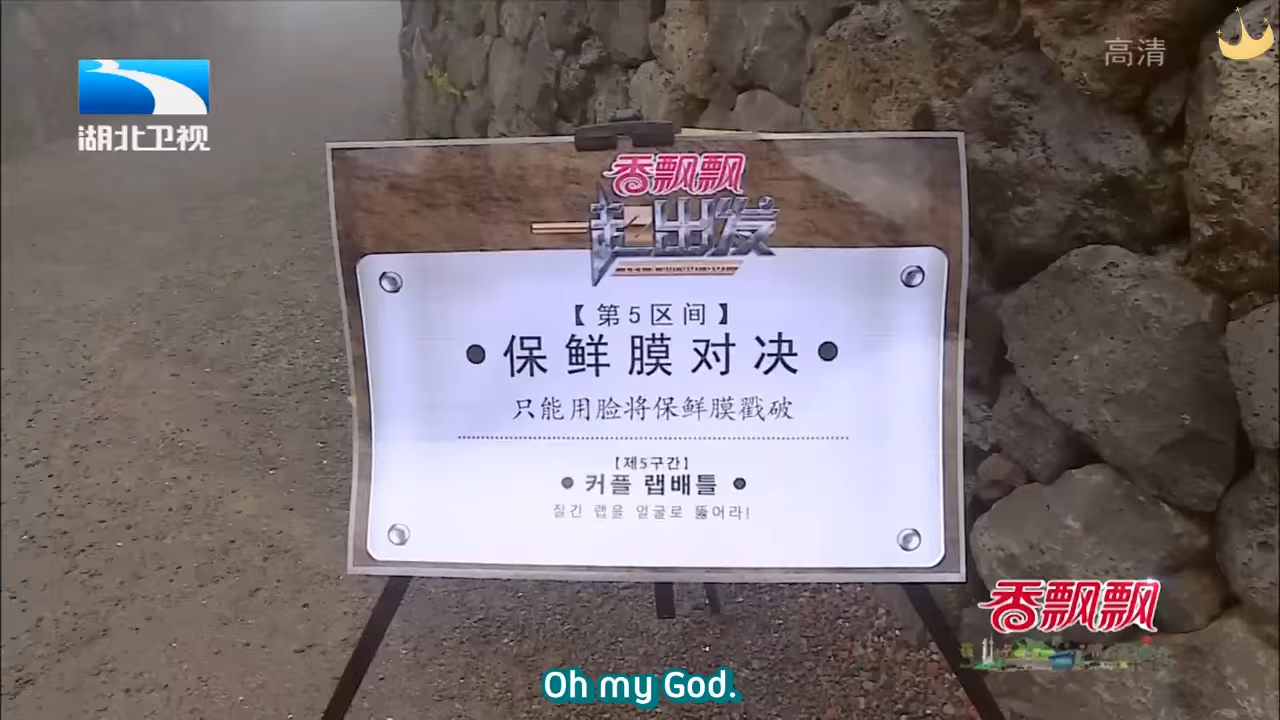 湖北卫视
高清
香飘飘
一起出发
【第5区间】
●保鲜膜对决●
只能用脸将保鲜膜戳破
【제5구간】
● 커플 랩배틀 ●
질긴 랩을 얼굴로 뚫어라!
香飘飘
Oh my God.